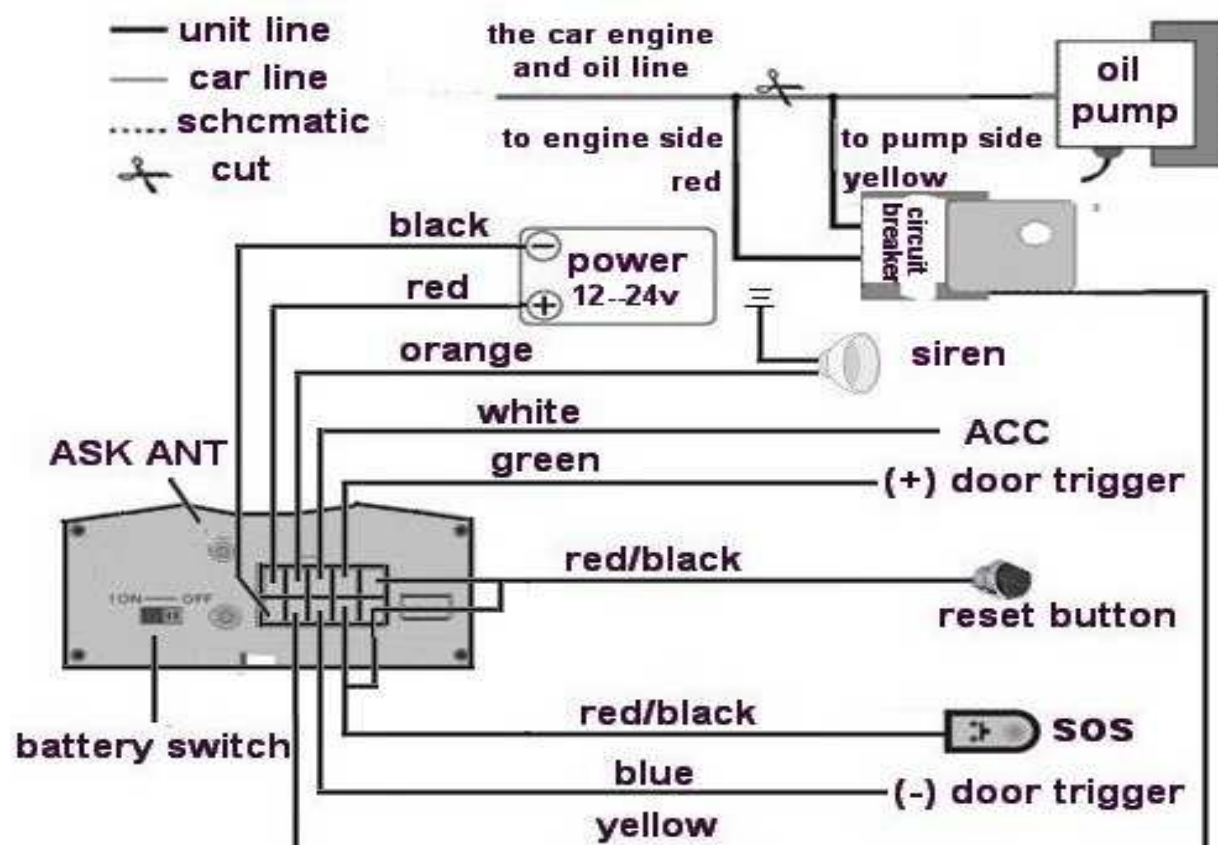 unit line
car line
schcmatic
cut
the car engine
and oil line
oil
pump
to engine side
red
to pump side
yellow
circuit
breaker
black
power
red
12--24v
orange
siren
white
ACC
green
(+) door trigger
ASK ANT
red/black
reset button
ON
OFF
red/black
sos
battery switch
blue
(-) door trigger
yellow